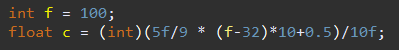 int f = 100;
float c = (int)(5f/9 * (f-32)*10+0.5)/10f;